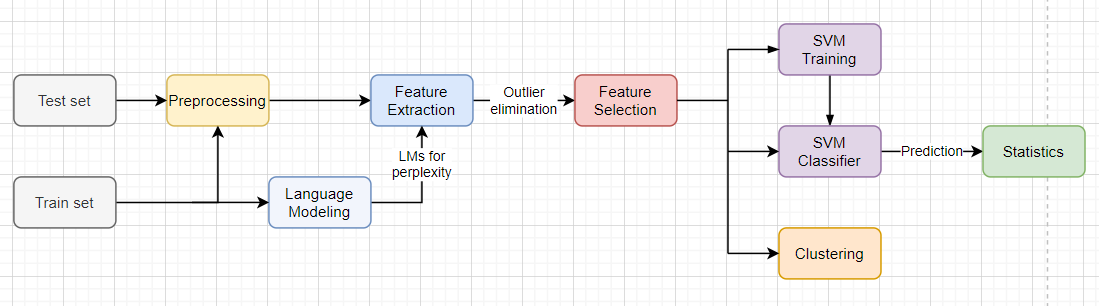 SVM
Training
Test set
Preprocessing
Feature
Extraction
Outlier
elimination
Feature
Selection
LMs for
perplexity
SVM
Classifier
Prediction
Statistics
Train set
Language
Modeling
Clustering